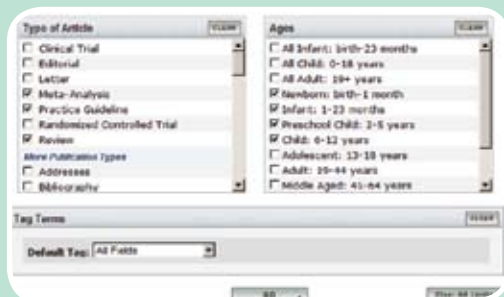 Type of Article
CLEAR
Clinical Trial
Editorial
Letter
Meta-Analysis
Practice Guideline
Randomized Controlled Trial
Review
More Publication Types
Addresses
Bibliography
Ages
CLEAR
All Infant: birth-23 months
All Child: 0-18 years
All Adult: 19+ years
Newborn: birth-1 month
Infant: 1-23 months
Preschool Child: 2-5 years
Child: 6-12 years
Adolescent: 13-18 years
Adult: 19-44 years
Middle Aged: 45-64 years
Tag Terms
CLEAR
Default Tag: All Fields